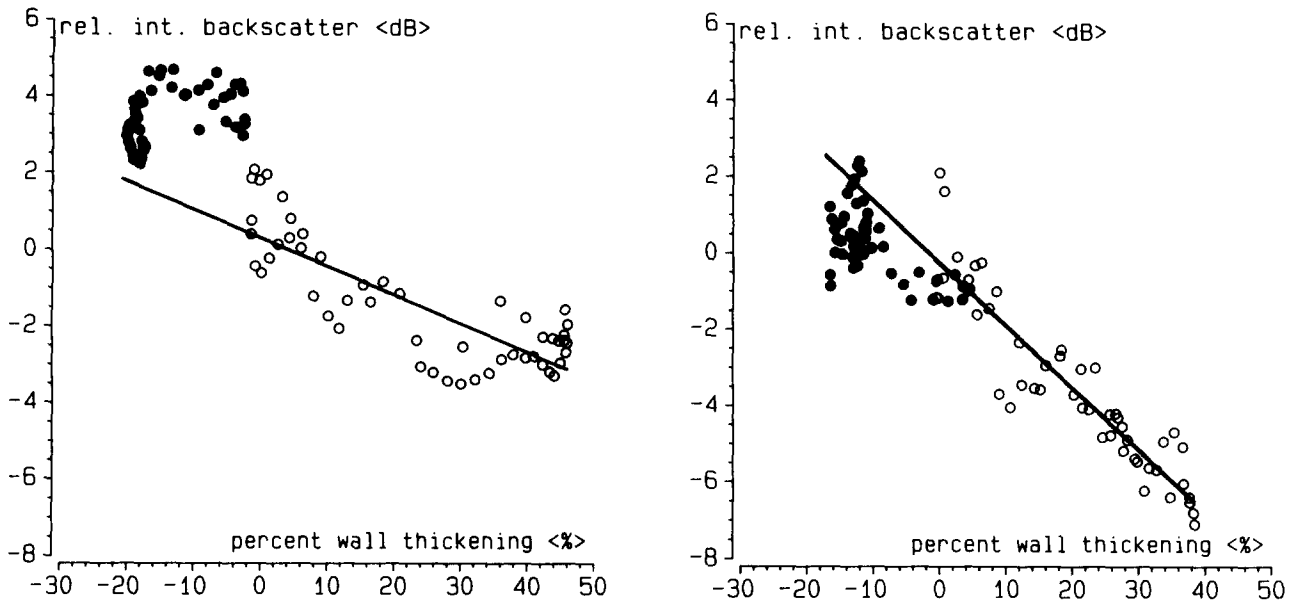 6
rel. int. backscatter <dB>
4
2
0
-2
-4
-6
-8
percent wall thickening <%>
-30 -20 -10 0 10 20 30 40 50
6
rel. int. backscatter <dB>
4
2
0
-2
-4
-6
-8
percent wall thickening <%>
-30 -20 -10 0 10 20 30 40 50